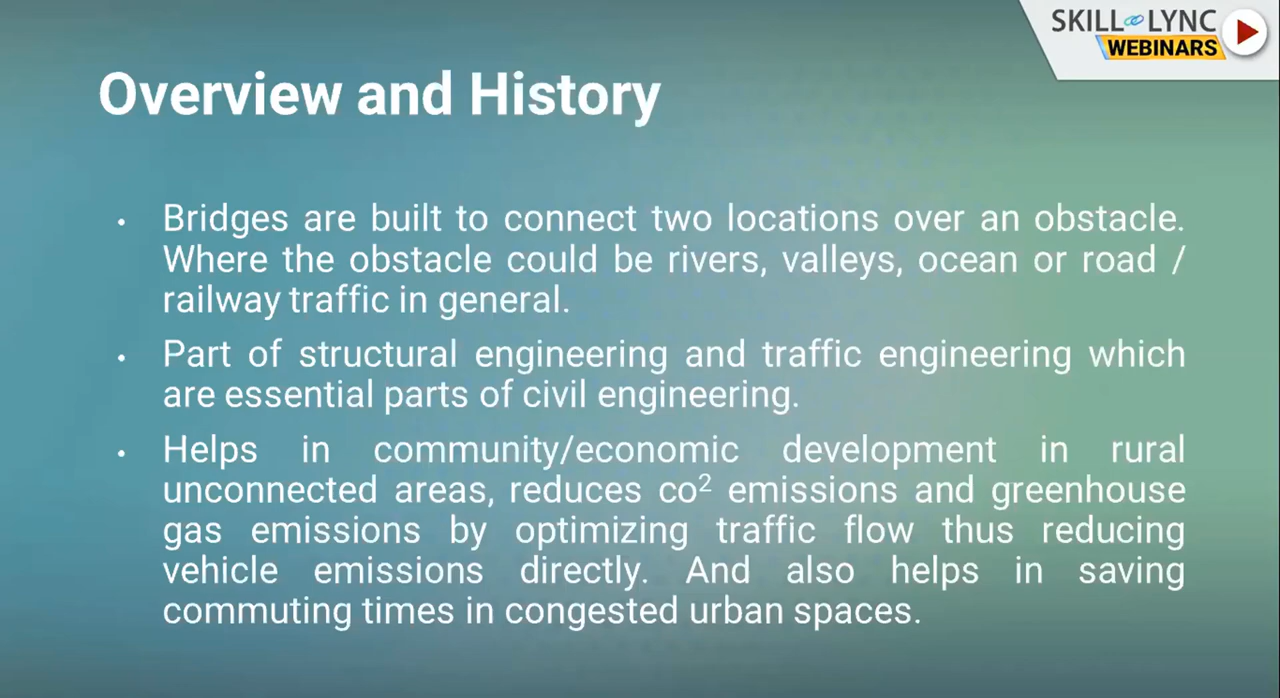 SKILL LYNC
WEBINARS
Overview and History
• Bridges are built to connect two locations over an obstacle.
Where the obstacle could be rivers, valleys, ocean or road /
railway traffic in general.
• Part of structural engineering and traffic engineering which
are essential parts of civil engineering.
• Helps in community/economic development in rural
unconnected areas, reduces co² emissions and greenhouse
gas emissions by optimizing traffic flow thus reducing
vehicle emissions directly. And also helps in saving
commuting times in congested urban spaces.